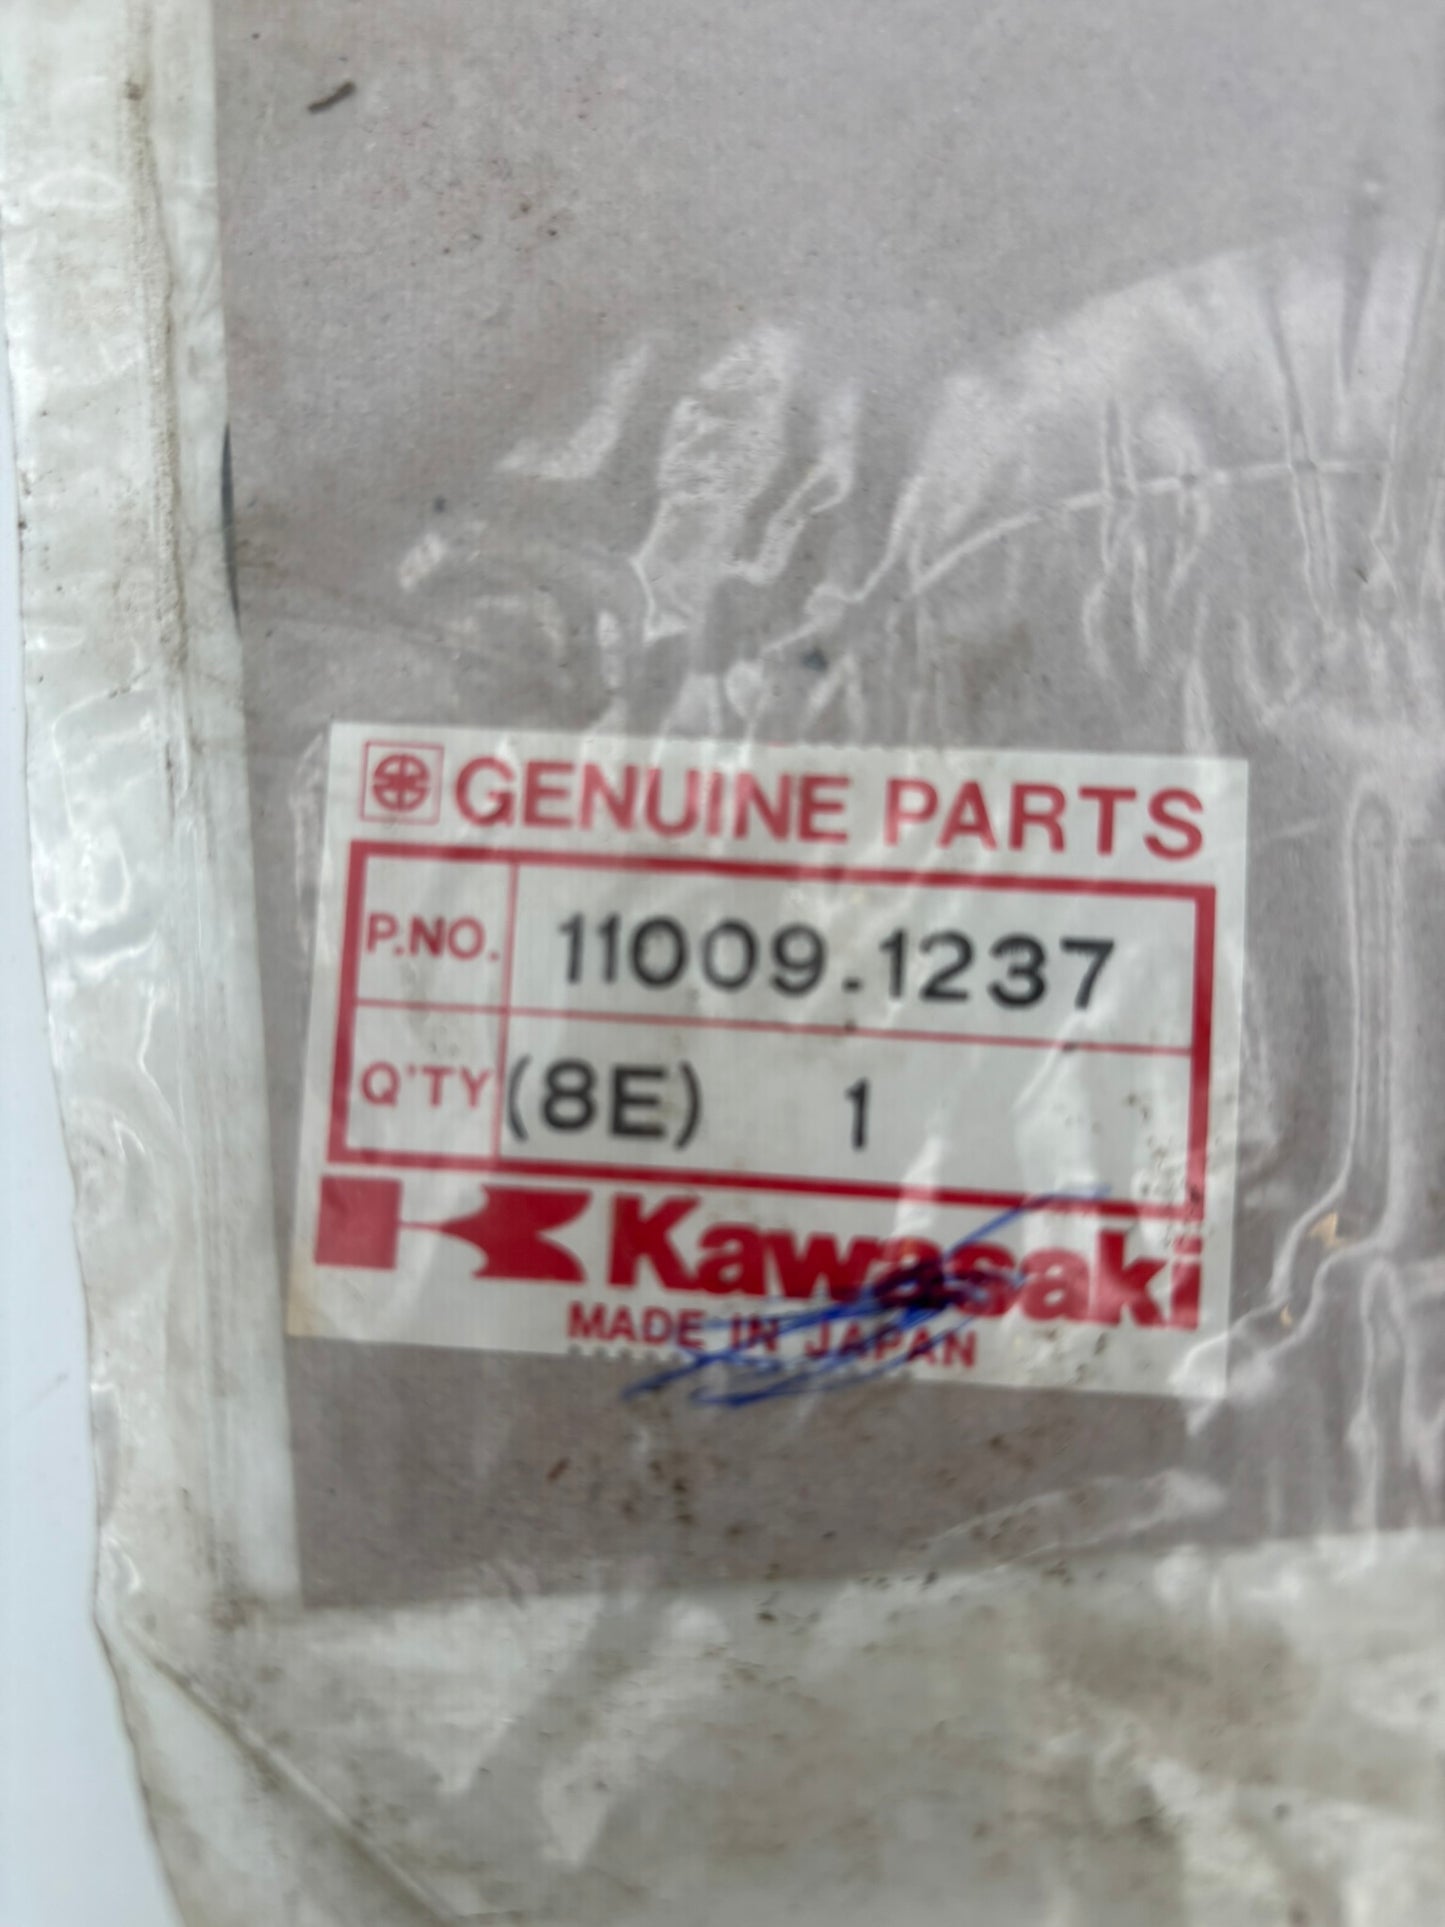 GENUINE PARTS
P.NO. 11009.1237
Q'TY (8E) 1
Kawasaki
MADE IN JAPAN